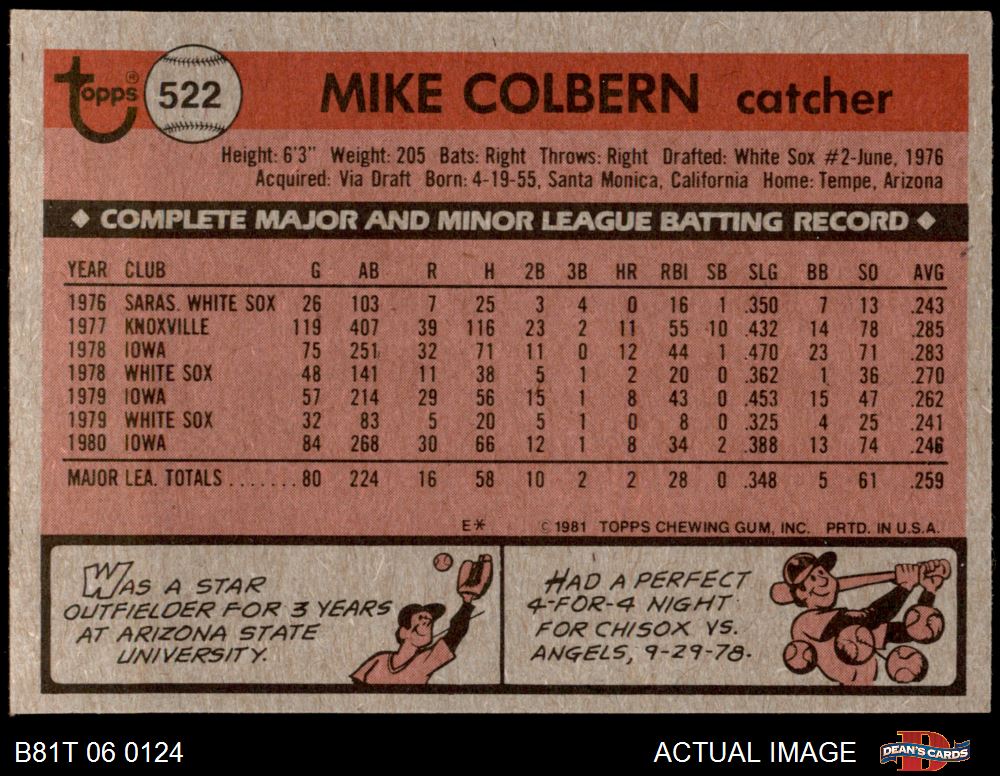 Topps® 522 MIKE COLBERN catcher
Height: 6'3" Weight: 205 Bats: Right Throws: Right Drafted: White Sox #2-June, 1976
Acquired: Via Draft Born: 4-19-55, Santa Monica, California Home: Tempe, Arizona
◆ COMPLETE MAJOR AND MINOR LEAGUE BATTING RECORD ◆
YEAR CLUB G AB R H 2B 3B HR RBI SB SLG BB SO AVG
1976 SARAS. WHITE SOX 26 103 7 25 3 4 0 16 1 .350 7 13 .243
1977 KNOXVILLE 119 407 39 116 23 2 11 55 10 .432 14 78 .285
1978 IOWA 75 251 32 71 11 0 12 44 1 .470 23 71 .283
1978 WHITE SOX 48 141 11 38 5 1 2 20 0 .362 1 36 .270
1979 IOWA 57 214 29 56 15 1 8 43 0 .453 15 47 .262
1979 WHITE SOX 32 83 5 20 5 1 0 8 0 .325 4 25 .241
1980 IOWA 84 268 30 66 12 1 8 34 2 .388 13 74 .246
MAJOR LEA. TOTALS ....... 80 224 16 58 10 2 2 28 0 .348 5 61 .259
E* © 1981 TOPPS CHEWING GUM, INC. PRTD. IN U.S.A.
WAS A STAR
OUTFIELDER FOR 3 YEARS
AT ARIZONA STATE
UNIVERSITY.
HAD A PERFECT
4-FOR-4 NIGHT
FOR CHISOX VS.
ANGELS, 9-29-78.
B81T 06 0124 ACTUAL IMAGE DEAN'S CARDS